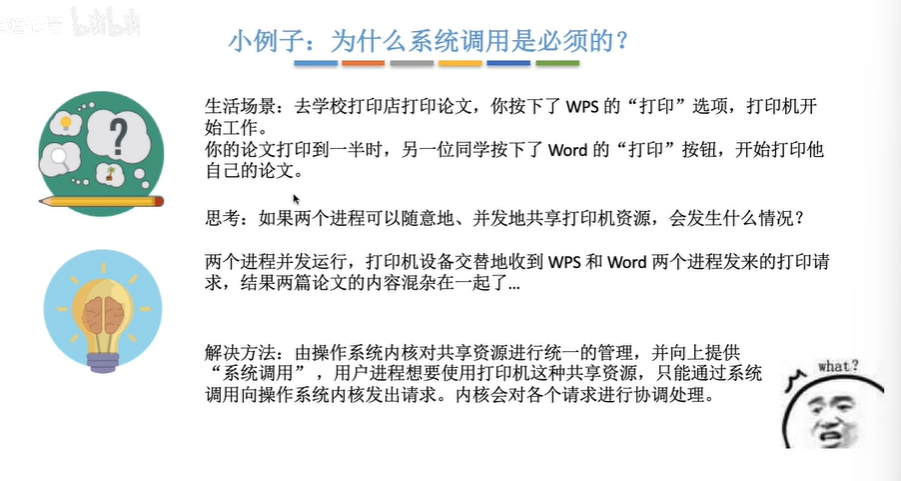 bilibili
小例子：为什么系统调用是必须的？
生活场景：去学校打印店打印论文，你按下了 WPS 的“打印”选项，打印机开
始工作。
你的论文打印到一半时，另一位同学按下了 Word 的“打印”按钮，开始打印他
自己的论文。
思考：如果两个进程可以随意地、并发地共享打印机资源，会发生什么情况？
两个进程并发运行，打印机设备交替地收到 WPS 和 Word 两个进程发来的打印请
求，结果两篇论文的内容混杂在一起了...
解决方法：由操作系统内核对共享资源进行统一的管理，并向上提供
“系统调用”，用户进程想要使用打印机这种共享资源，只能通过系统
调用向操作系统内核发出请求。内核会对各个请求进行协调处理。
what?